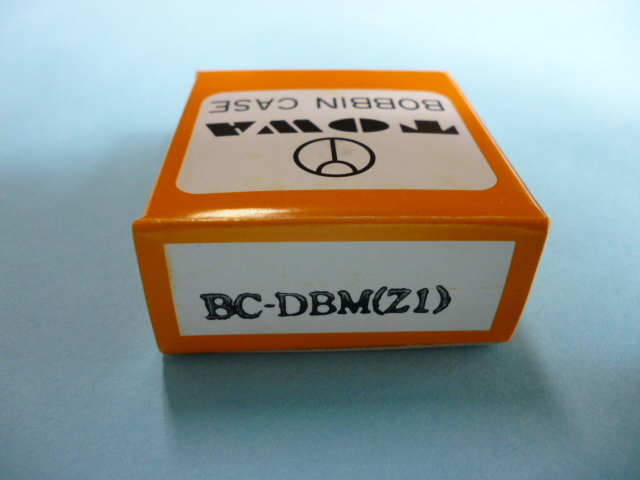 TOWA
BOBBIN CASE
BC-DBM(Z1)